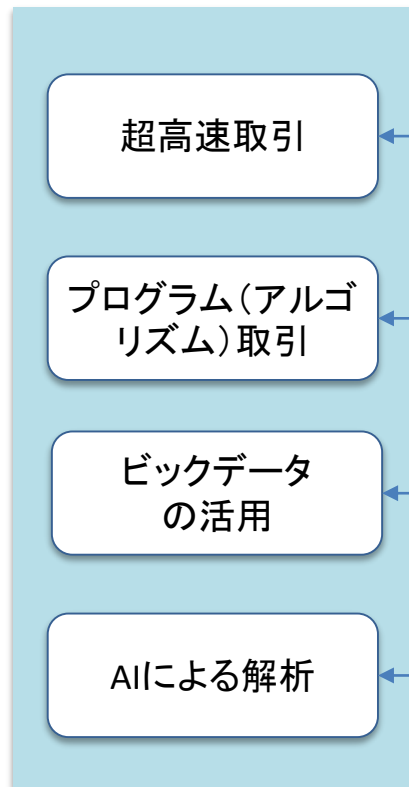 超高速取引
プログラム(アルゴ
リズム)取引
ビックデータ
の活用
AIによる解析